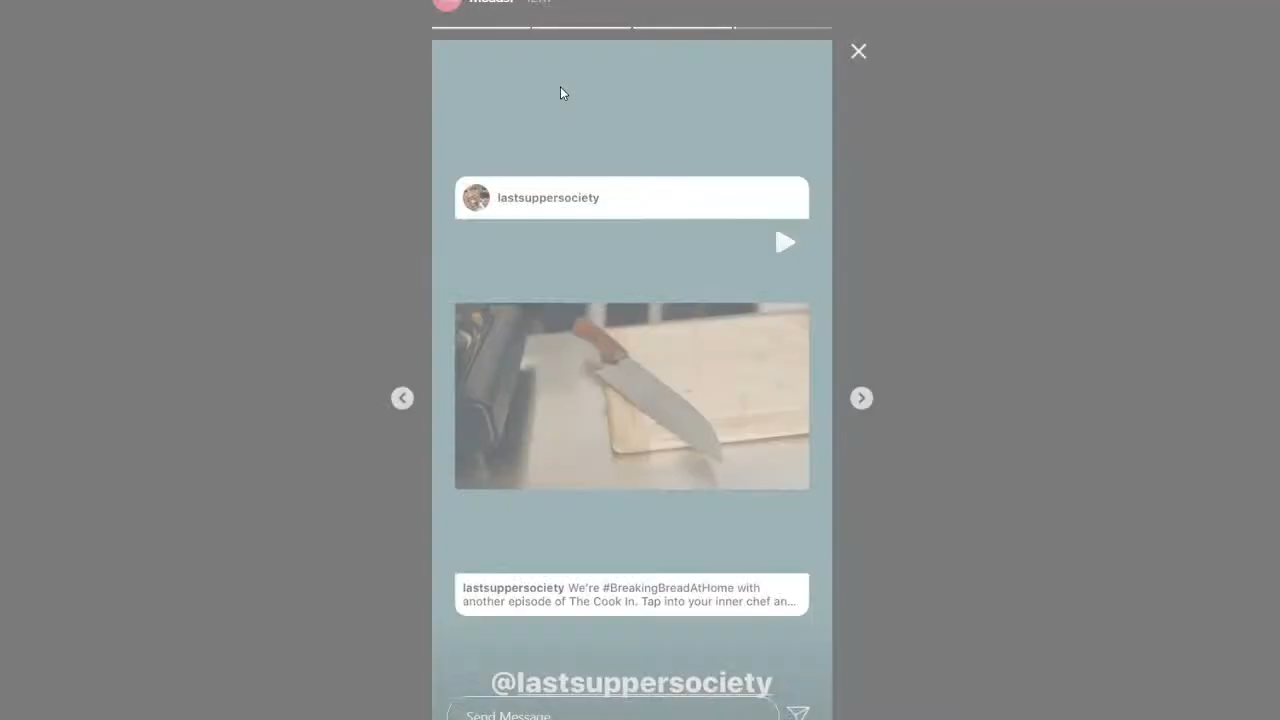 lastsuppersociety
lastsuppersociety We're #BreakingBreadAtHome with
another episode of The Cook In. Tap into your inner chef an...
@lastsuppersociety
Send Message